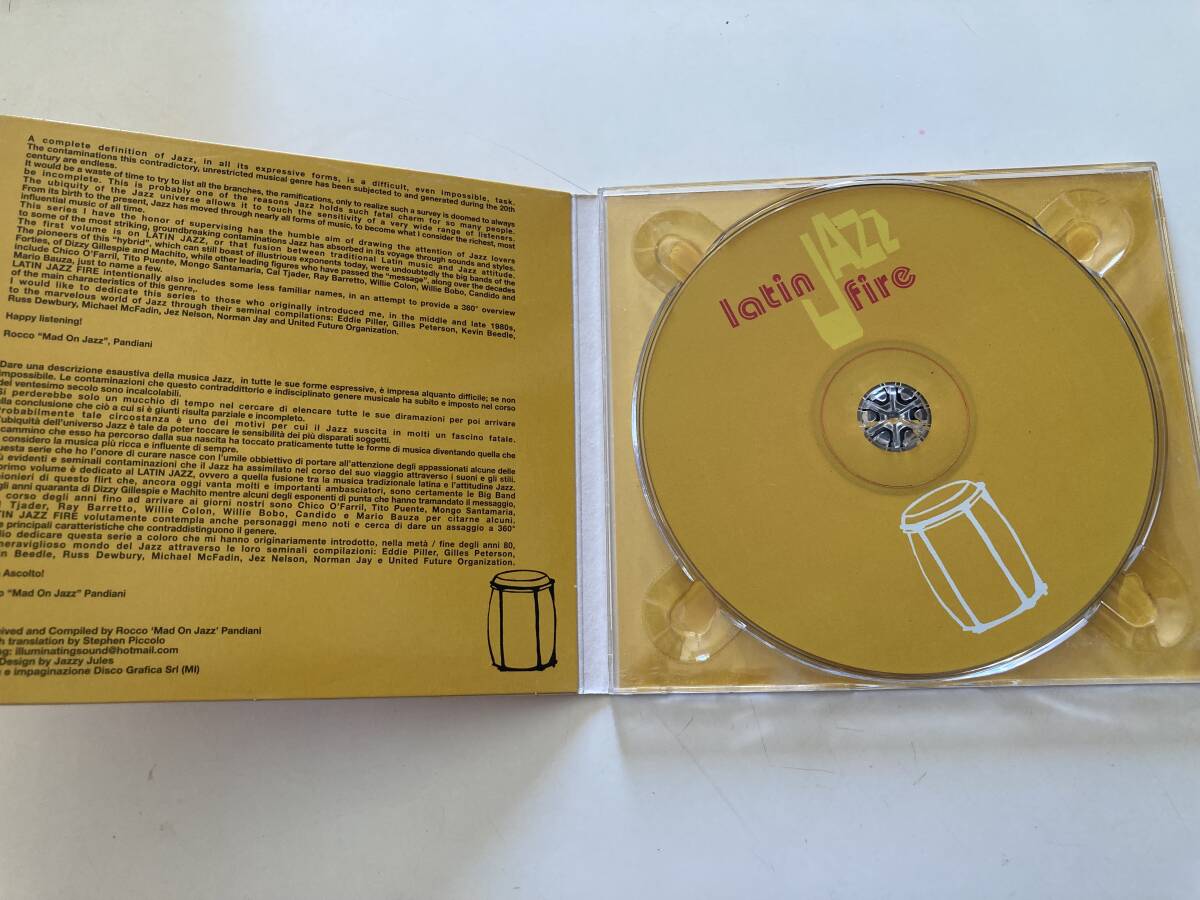 A complete definition of Jazz, in all its expressive forms, is a difficult, even impossible, task.
The contaminations this contradictory, unrestricted musical genre has been subjected to and generated during the 20th
century are endless.
It would be a waste of time to try to list all the branches, the ramifications, only to realize such a survey is doomed to always
be incomplete. This is probably one of the reasons Jazz holds such fatal charm for so many people.
The ubiquity of the Jazz universe allows it to touch the sensitivity of a very wide range of listeners.
From its birth to the present, Jazz has moved through nearly all forms of music, to become what I consider the richest, most
influential music of all time.
This series I have the honor of supervising has the humble aim of drawing the attention of Jazz lovers
to some of the most striking, groundbreaking contaminations Jazz has absorbed in its voyage through sounds and styles.
The first volume is on LATIN JAZZ, or that fusion between traditional Latin music and Jazz attitude.
The pioneers of this "hybrid", which can still boast of illustrious exponents today, were undoubtedly the big bands of the
Forties, of Dizzy Gillespie and Machito, while other leading figures who have passed the "message", along over the decades
include Chico O'Farril, Tito Puente, Mongo Santamaria, Cal Tjader, Ray Barretto, Willie Colon, Willie Bobo, Candido and
Mario Bauza, just to name a few.
LATIN JAZZ FIRE intentionally also includes some less familiar names, in an attempt to provide a 360° overview
of the main characteristics of this genre,.
I would like to dedicate this series to those who originally introduced me, in the middle and late 1980s,
to the marvelous world of Jazz through their seminal compilations: Eddie Piller, Gilles Peterson, Kevin Beedle,
Russ Dewbury, Michael McFadin, Jez Nelson, Norman Jay and United Future Organization.
Happy listening!
Rocco "Mad On Jazz", Pandiani
Dare una descrizione esaustiva della musica Jazz, in tutte le sue forme espressive, è impresa alquanto difficile; se non
impossibile. Le contaminazioni che questo contraddittorio e indisciplinato genere musicale ha subito e imposto nel corso
del ventesimo secolo sono incalcolabili.
Si perderebbe solo un mucchio di tempo nel cercare di elencare tutte le sue diramazioni per poi arrivare
alla conclusione che ciò a cui si è giunti risulta parziale e incompleto.
Probabilmente tale circostanza è uno dei motivi per cui il Jazz suscita in molti un fascino fatale.
l'ubiquità dell'universo Jazz è tale da poter toccare le sensibilità dei più disparati soggetti.
cammino che esso ha percorso dalla sua nascita ha toccato praticamente tutte le forme di musica diventando quella che
considero la musica più ricca e influente di sempre.
uesta serie che ho l'onore di curare nasce con l'umile obbiettivo di portare all'attenzione degli appassionati alcune delle
ù evidenti e seminali contaminazioni che il Jazz ha assimilato nel corso del suo viaggio attraverso i suoni e gli stili.
primo volume è dedicato al LATIN JAZZ, ovvero a quella fusione tra la musica tradizionale latina e l'attitudine Jazz.
ionieri di questo flirt che, ancora oggi vanta molti e importanti ambasciatori, sono certamente le Big Band
gli anni quaranta di Dizzy Gillespie e Machito mentre alcuni degli esponenti di punta che hanno tramandato il messaggio,
corso degli anni fino ad arrivare ai giorni nostri sono Chico O'Farril, Tito Puente, Mongo Santamaria,
l Tjader, Ray Barretto, Willie Colon, Willie Bobo, Candido e Mario Bauza per citarne alcuni.
TIN JAZZ FIRE volutamente contempla anche personaggi meno noti e cerca di dare un assaggio a 360°
e principali caratteristiche che contraddistinguono il genere.
lio dedicare questa serie a coloro che mi hanno originariamente introdotto, nella metà / fine degli anni 80,
meraviglioso mondo del Jazz attraverso le loro seminali compilazioni: Eddie Piller, Gilles Peterson,
in Beedle, Russ Dewbury, Michael McFadin, Jez Nelson, Norman Jay e United Future Organization.
Ascolto!
o "Mad On Jazz" Pandiani
eived and Compiled by Rocco 'Mad On Jazz' Pandiani
h translation by Stephen Piccolo
ng: illuminatingsound@hotmail.com
Design by Jazzy Jules
e impaginazione Disco Grafica Srl (MI)
latin JAZZ fire